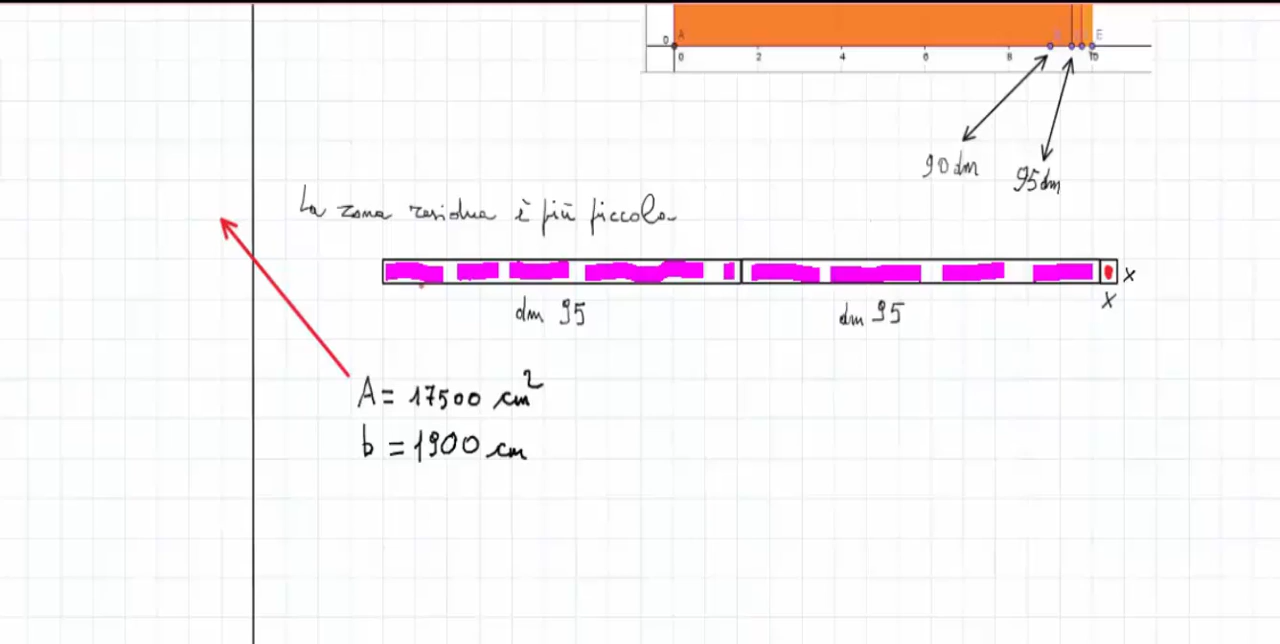 0 A E
0 2 4 6 8 10
90 dm 95 dm
La zona residua è più piccola
x
dm 95 dm 95 x
A = 17500 cm²
b = 1900 cm